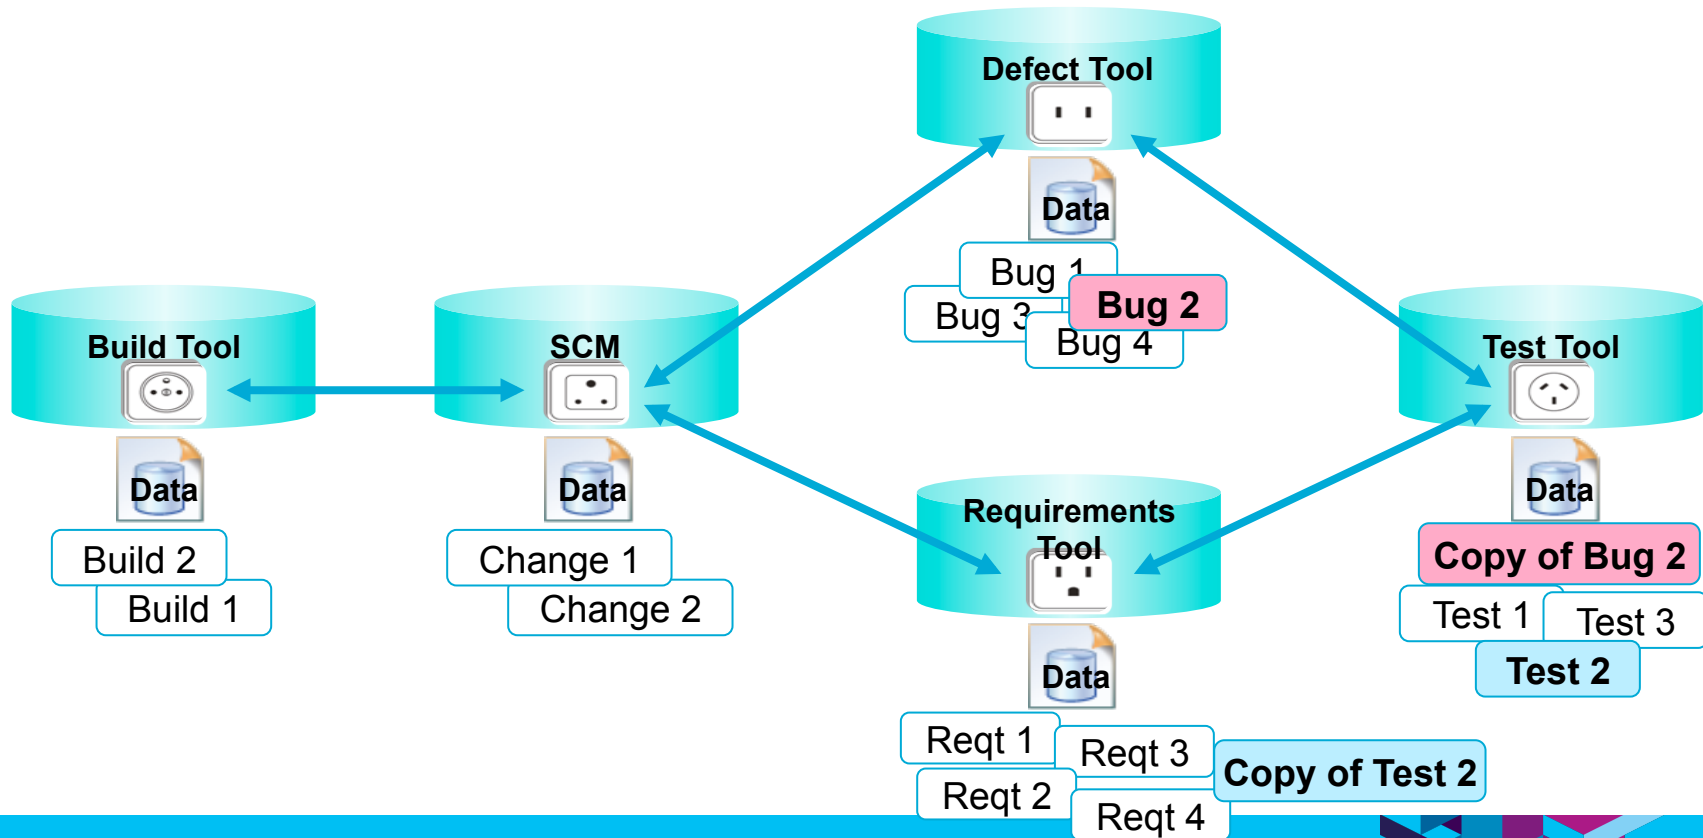 Defect Tool
Data
Bug 1
Bug 2
Bug 3
Bug 4
Build Tool
Data
Build 2
Build 1
SCM
Data
Change 1
Change 2
Requirements
Tool
Data
Reqt 1
Reqt 3
Reqt 2
Reqt 4
Copy of Test 2
Test Tool
Data
Copy of Bug 2
Test 1
Test 3
Test 2